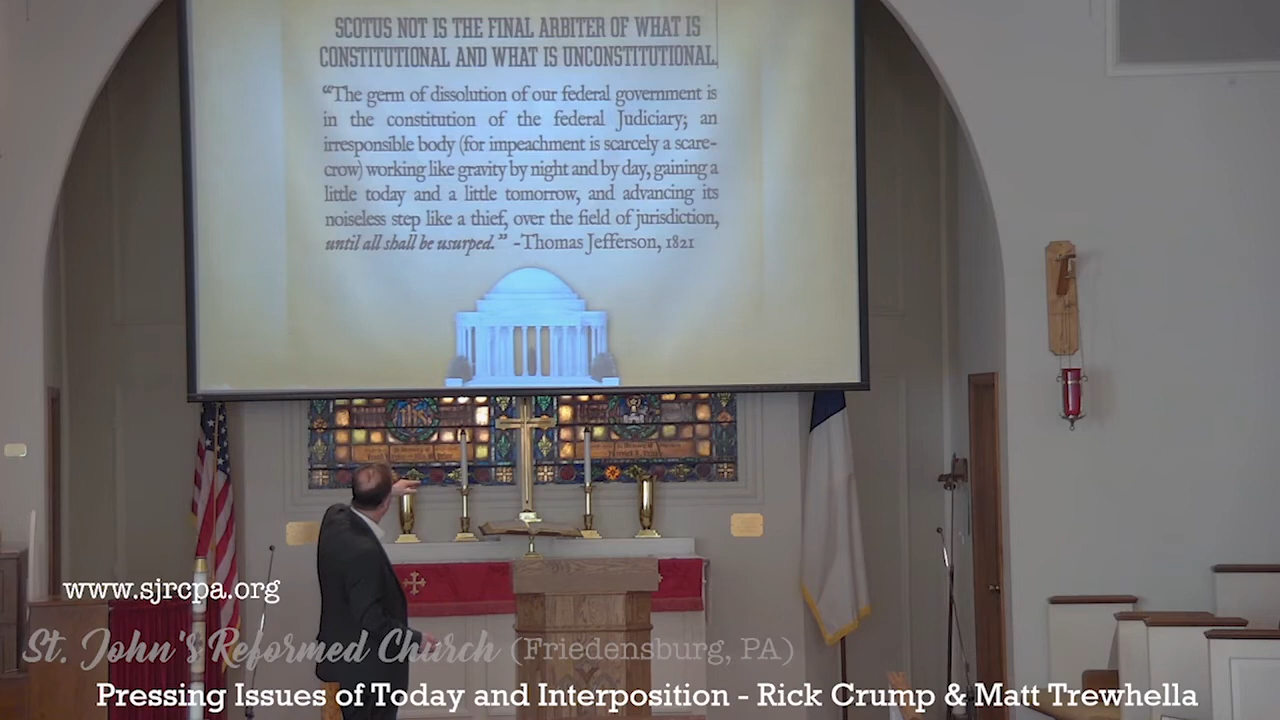 SCOTUS NOT IS THE FINAL ARBITER OF WHAT IS
CONSTITUTIONAL AND WHAT IS UNCONSTITUTIONAL.
“The germ of dissolution of our federal government is
in the constitution of the federal Judiciary; an
irresponsible body (for impeachment is scarcely a scare-
crow) working like gravity by night and by day, gaining a
little today and a little tomorrow, and advancing its
noiseless step like a thief, over the field of jurisdiction,
until all shall be usurped.” -Thomas Jefferson, 1821
www.sjrcpa.org
St. John's Reformed Church (Friedensburg, PA)
Pressing Issues of Today and Interposition - Rick Crump & Matt Trewhella